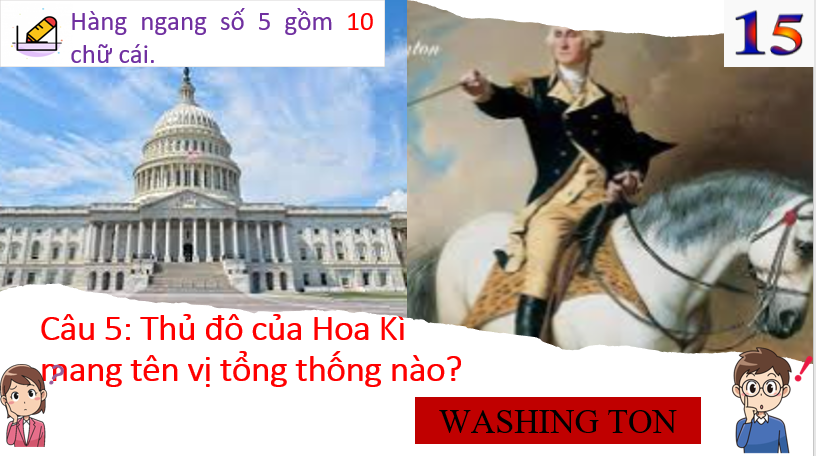 Hàng ngang số 5 gồm 10
chữ cái.
15
Câu 5: Thủ đô của Hoa Kì
mang tên vị tổng thống nào?
WASHING TON